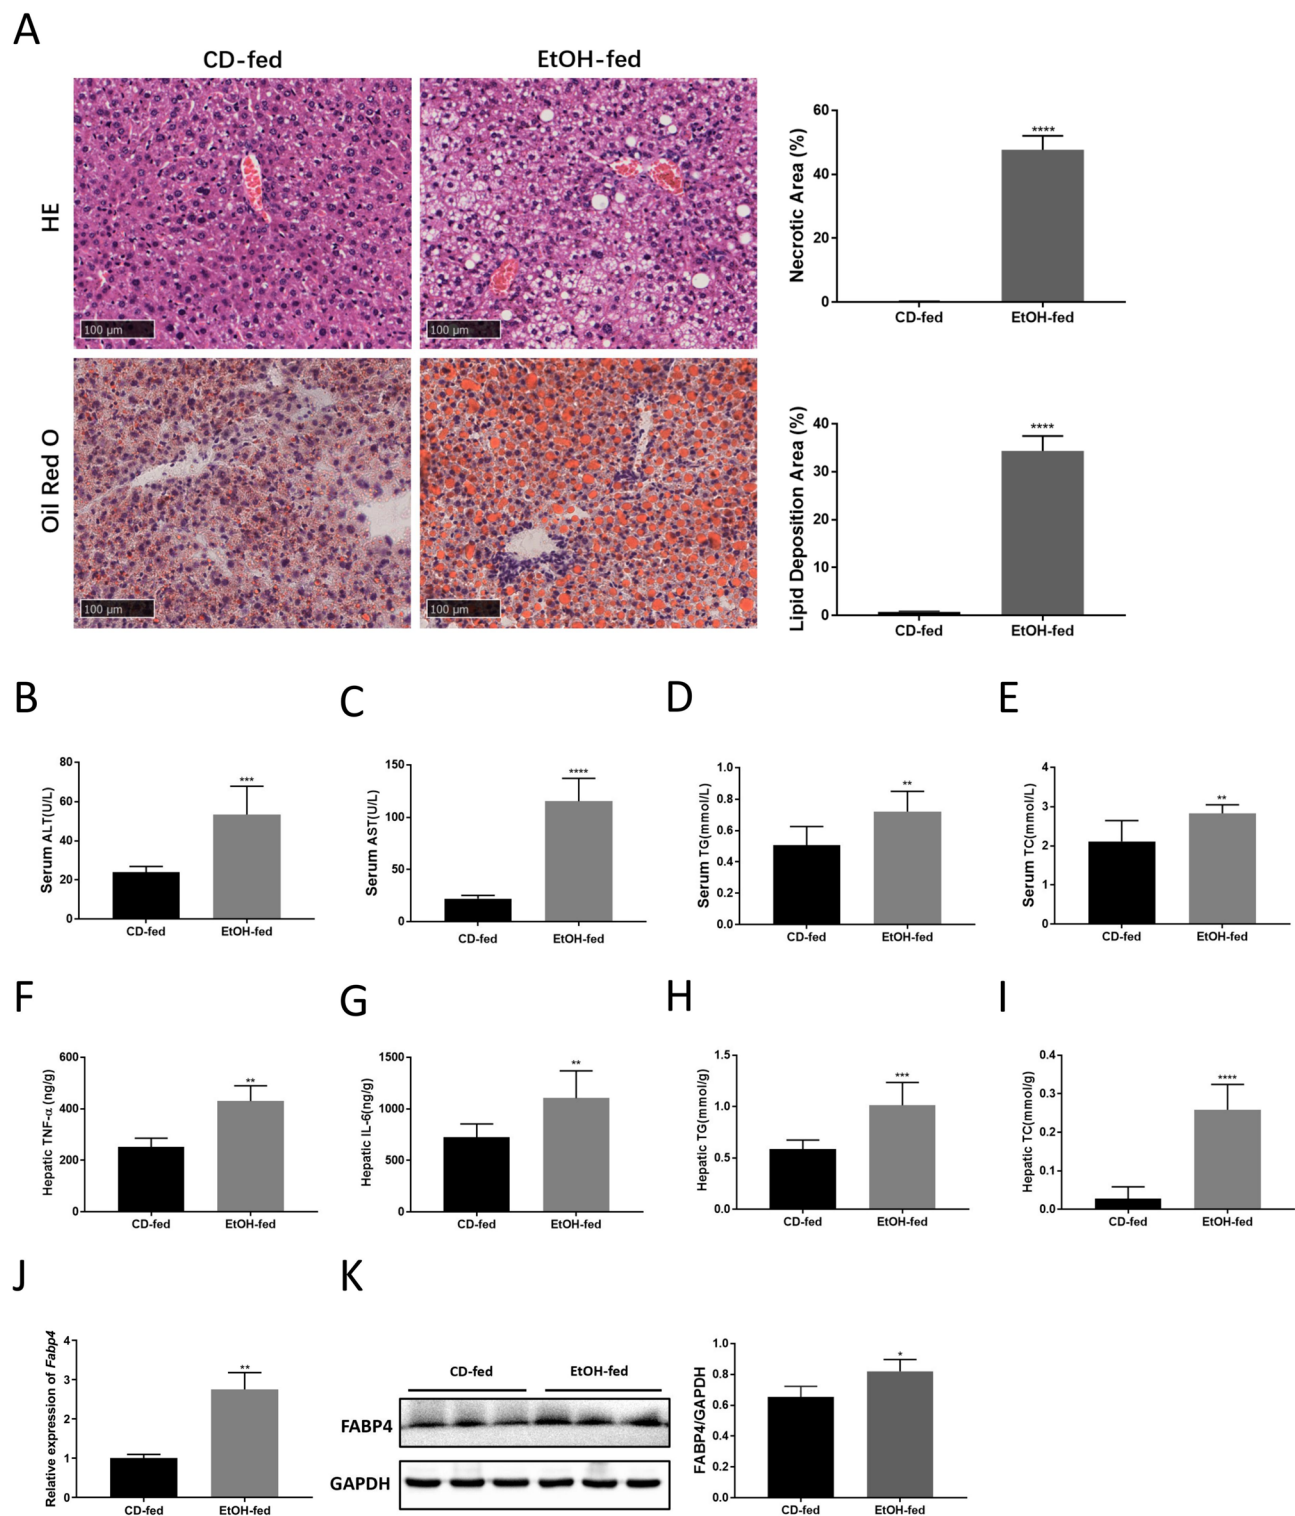 A
CD-fed
EtOH-fed
HE
100 µm
100 µm
Oil Red O
100 µm
100 µm
Necrotic Area (%)
60
40
20
0
****
CD-fed
EtOH-fed
Lipid Deposition Area (%)
40
30
20
10
0
****
CD-fed
EtOH-fed
B
Serum ALT(U/L)
80
60
40
20
0
***
CD-fed
EtOH-fed
C
Serum AST(U/L)
150
100
50
0
****
CD-fed
EtOH-fed
D
Serum TG(mmol/L)
1.0
0.8
0.6
0.4
0.2
0.0
**
CD-fed
EtOH-fed
E
Serum TC(mmol/L)
4
3
2
1
0
**
CD-fed
EtOH-fed
F
Hepatic TNF-α (ng/g)
600
400
200
0
**
CD-fed
EtOH-fed
G
Hepatic IL-6(ng/g)
1500
1000
500
0
**
CD-fed
EtOH-fed
H
Hepatic TG(mmol/g)
1.5
1.0
0.5
0.0
***
CD-fed
EtOH-fed
I
Hepatic TC(mmol/g)
0.4
0.3
0.2
0.1
0.0
****
CD-fed
EtOH-fed
J
Relative expression of Fabp4
4
3
2
1
0
**
CD-fed
EtOH-fed
K
CD-fed
EtOH-fed
FABP4
GAPDH
FABP4/GAPDH
1.0
0.8
0.6
0.4
0.2
0.0
*
CD-fed
EtOH-fed